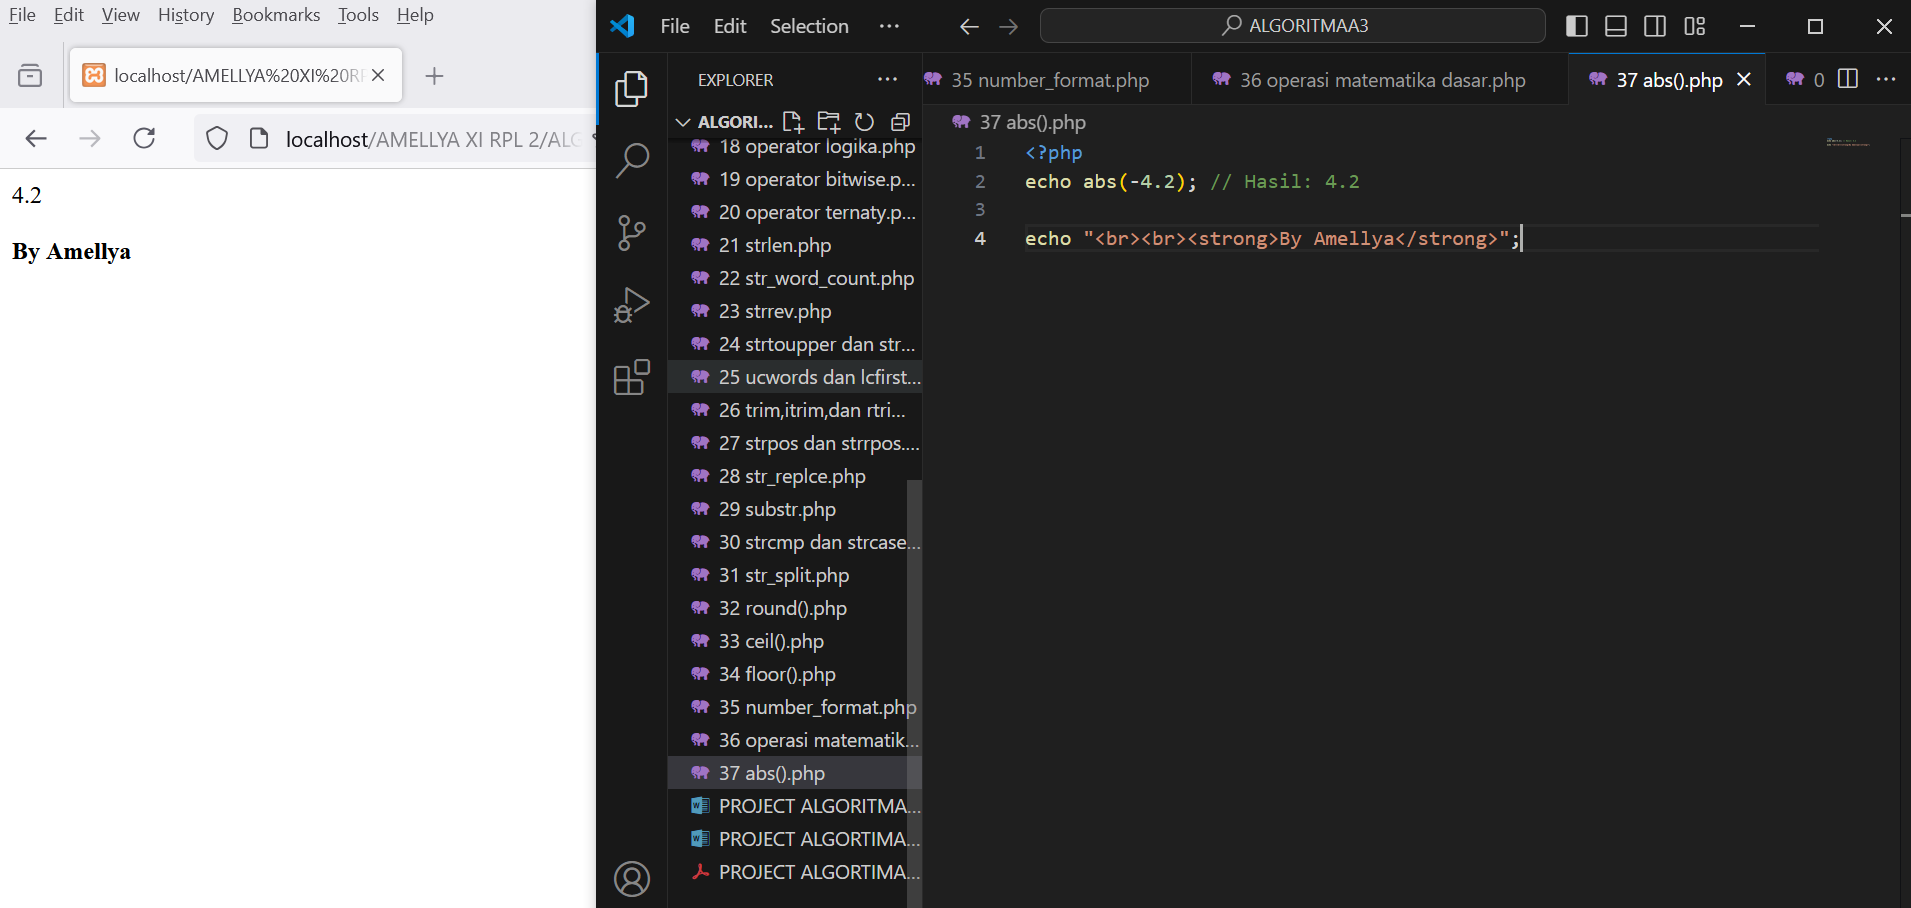 File Edit View History Bookmarks Tools Help
localhost/AMELLYA%20XI%20RP
localhost/AMELLYA XI RPL 2/ALG
4.2
By Amellya
File Edit Selection ···
ALGORITMAA3
EXPLORER ···
ALGORI...
18 operator logika.php
19 operator bitwise.p...
20 operator ternaty.p...
21 strlen.php
22 str_word_count.php
23 strrev.php
24 strtoupper dan str...
25 ucwords dan lcfirst...
26 trim,itrim,dan rtri...
27 strpos dan strrpos....
28 str_replce.php
29 substr.php
30 strcmp dan strcase...
31 str_split.php
32 round().php
33 ceil().php
34 floor().php
35 number_format.php
36 operasi matematik...
37 abs().php
PROJECT ALGORITMA...
PROJECT ALGORTIMA...
PROJECT ALGORTIMA...
35 number_format.php 36 operasi matematika dasar.php 37 abs().php 0 ···
37 abs().php
1 <?php
2 echo abs(-4.2); // Hasil: 4.2
3
4 echo "<br><br><strong>By Amellya</strong>";